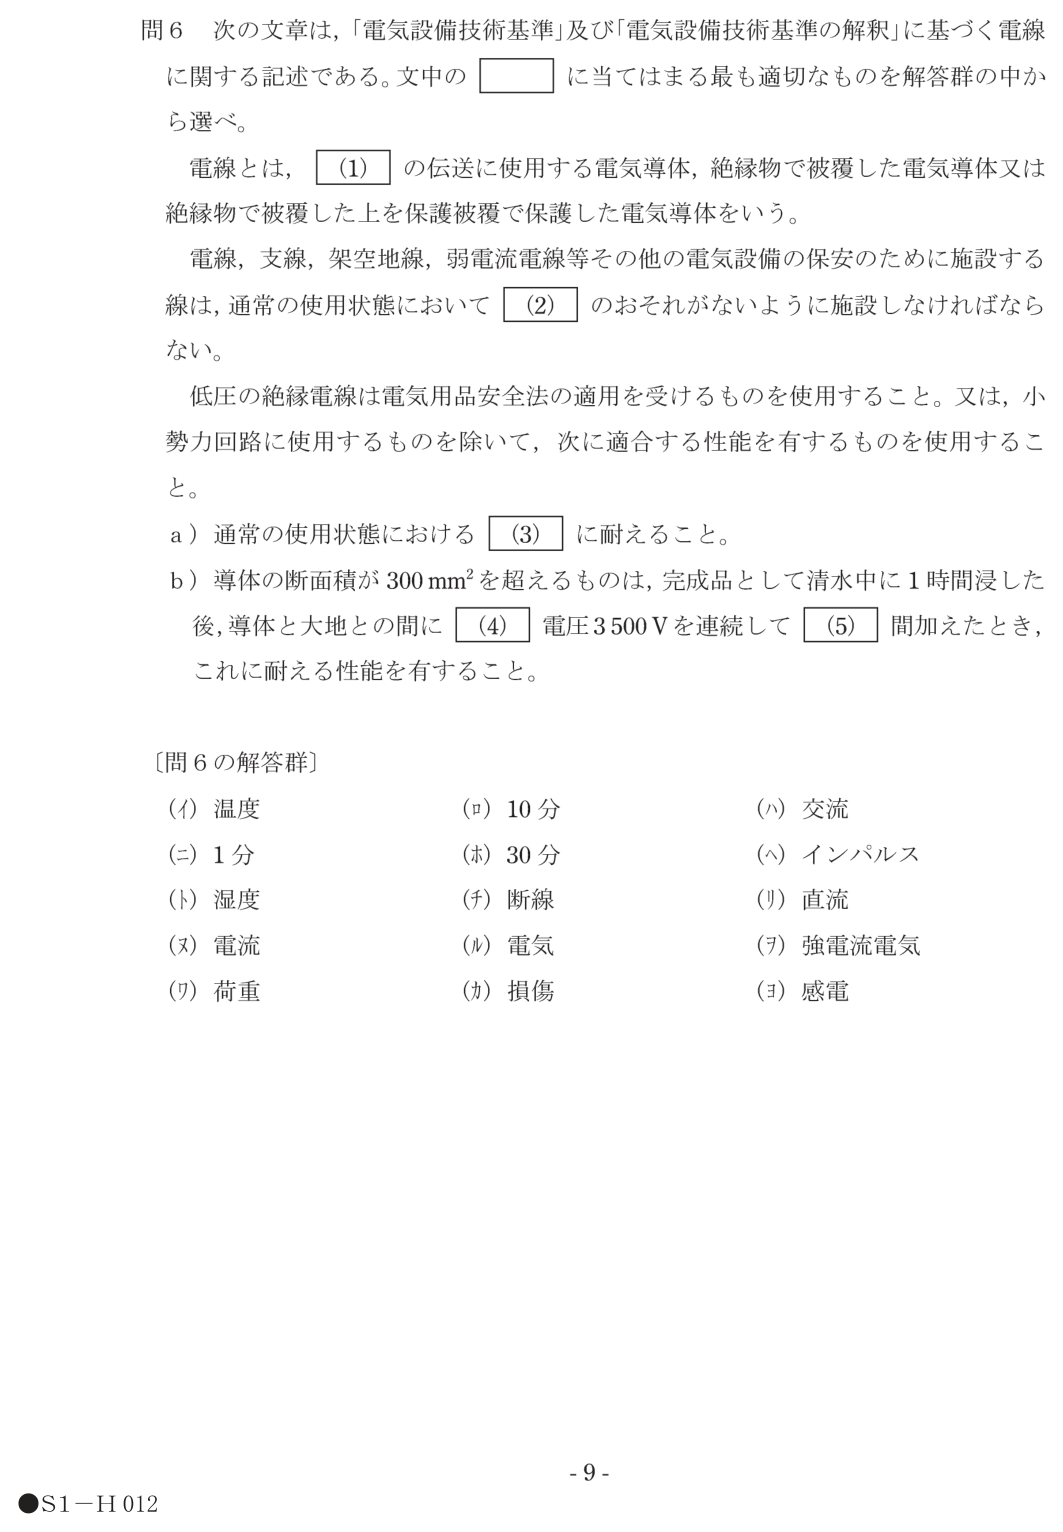 問６　次の文章は，「電気設備技術基準」及び「電気設備技術基準の解釈」に基づく電線
に関する記述である。文中の　　　に当てはまる最も適切なものを解答群の中か
ら選べ。
電線とは，（1）の伝送に使用する電気導体，絶縁物で被覆した電気導体又は
絶縁物で被覆した上を保護被覆で保護した電気導体をいう。
電線，支線，架空地線，弱電流電線等その他の電気設備の保安のために施設する
線は，通常の使用状態において（2）のおそれがないように施設しなければなら
ない。
低圧の絶縁電線は電気用品安全法の適用を受けるものを使用すること。又は，小
勢力回路に使用するものを除いて，次に適合する性能を有するものを使用するこ
と。
ａ）通常の使用状態における（3）に耐えること。
ｂ）導体の断面積が 300 mm²を超えるものは，完成品として清水中に 1 時間浸した
後，導体と大地との間に（4）電圧 3 500 V を連続して（5）間加えたとき，
これに耐える性能を有すること。
〔問６の解答群〕
（ｲ）温度　（ﾛ）10 分　（ﾊ）交流
（ﾆ）1 分　（ﾎ）30 分　（ﾍ）インパルス
（ﾄ）湿度　（ﾁ）断線　（ﾘ）直流
（ﾇ）電流　（ﾙ）電気　（ｦ）強電流電気
（ﾜ）荷重　（ｶ）損傷　（ﾖ）感電
- 9 -
●S1－H 012